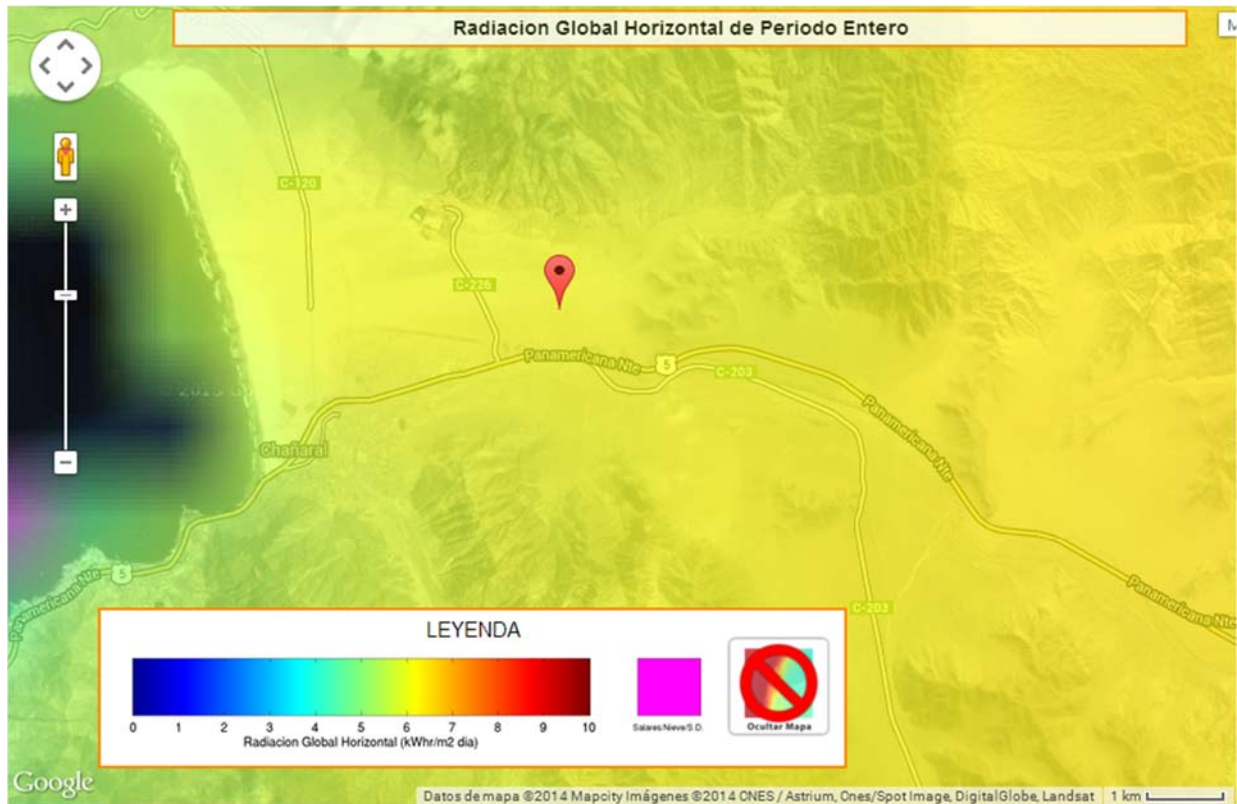 Radiacion Global Horizontal de Periodo Entero
M
C-120
C-226
Panamericana Nte
5
C-203
Panamericana Nte
Chañaral
Panamericana Nte
5
Panamericana Nte
C-203
LEYENDA
0 1 2 3 4 5 6 7 8 9 10
Radiacion Global Horizontal (kWhr/m2 dia)
Salares/Nieve/S.D.
Ocultar Mapa
Google
Datos de mapa ©2014 Mapcity Imágenes ©2014 CNES / Astrium, Cnes/Spot Image, DigitalGlobe, Landsat
1 km